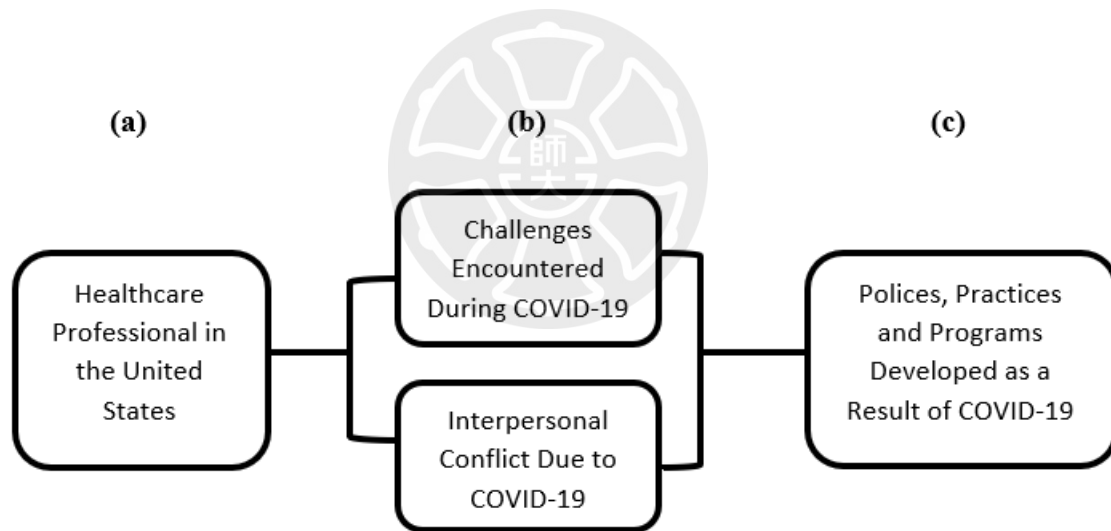 (a)
(b)
(c)
師
大
Healthcare
Professional in
the United
States
Challenges
Encountered
During COVID-19
Interpersonal
Conflict Due to
COVID-19
Polices, Practices
and Programs
Developed as a
Result of COVID-19